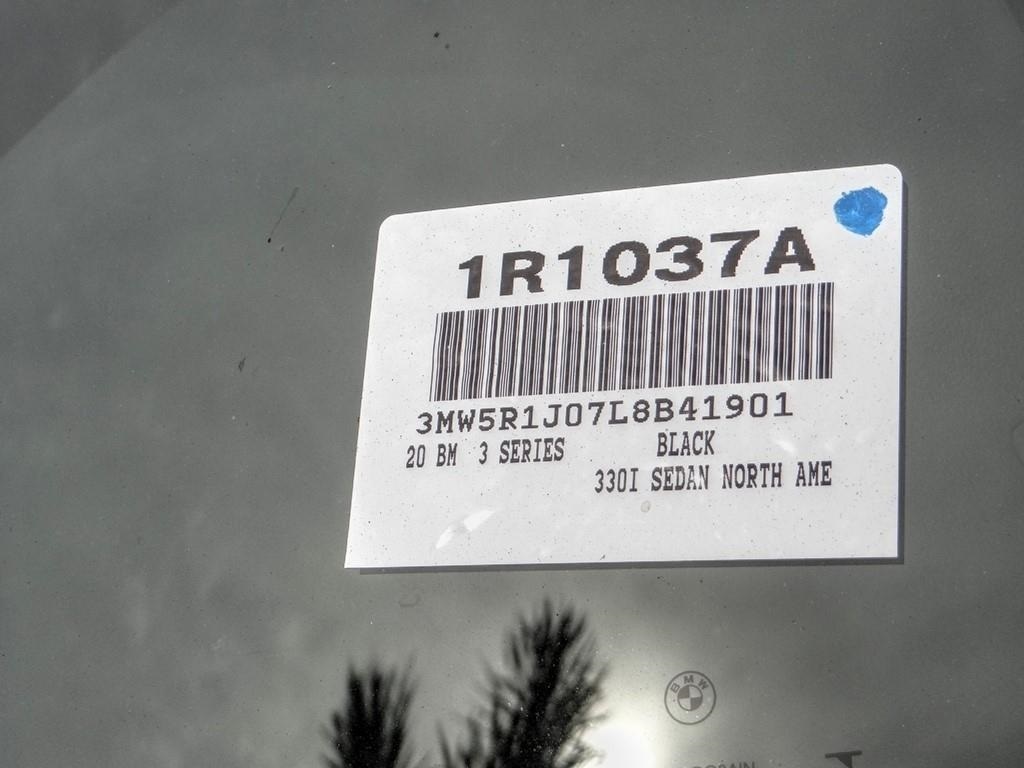 1R1037A
3MW5R1J07L8B41901
20 BM 3 SERIES BLACK
330I SEDAN NORTH AME
BMW